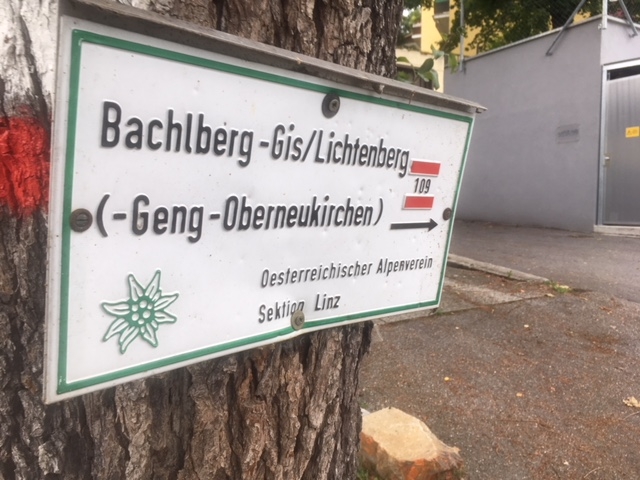 Bachlberg-Gis/Lichtenberg
109
(-Geng-Oberneukirchen)
Oesterreichischer Alpenverein
Sektion Linz